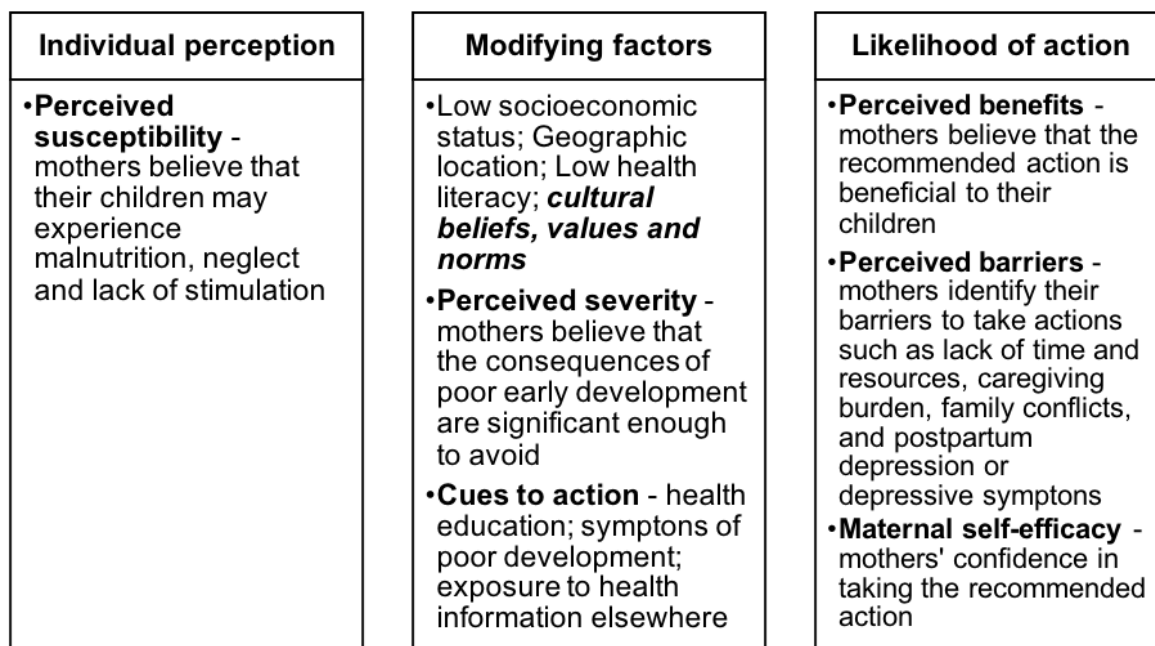 Individual perception
•Perceived
susceptibility -
mothers believe that
their children may
experience
malnutrition, neglect
and lack of stimulation
Modifying factors
•Low socioeconomic
status; Geographic
location; Low health
literacy; cultural
beliefs, values and
norms
•Perceived severity -
mothers believe that
the consequences of
poor early development
are significant enough
to avoid
•Cues to action - health
education; symptoms of
poor development;
exposure to health
information elsewhere
Likelihood of action
•Perceived benefits -
mothers believe that the
recommended action is
beneficial to their
children
•Perceived barriers -
mothers identify their
barriers to take actions
such as lack of time and
resources, caregiving
burden, family conflicts,
and postpartum
depression or
depressive symptons
•Maternal self-efficacy -
mothers' confidence in
taking the recommended
action